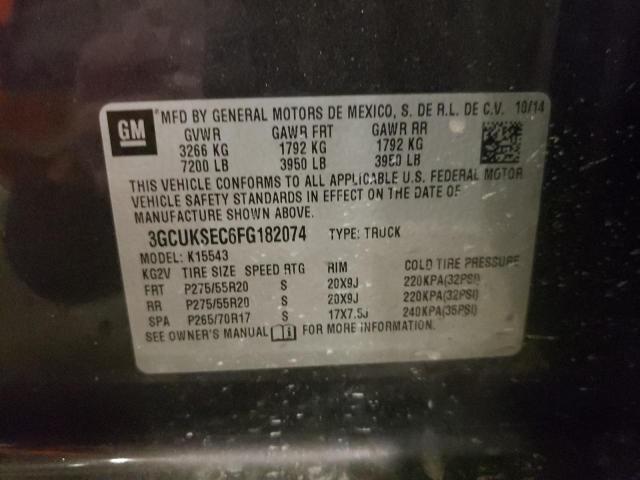 GM
MFD BY GENERAL MOTORS DE MEXICO, S. DE R.L. DE C.V. 10/14
GVWR GAWR FRT GAWR RR
3266 KG 1792 KG 1792 KG
7200 LB 3950 LB 3950 LB
THIS VEHICLE CONFORMS TO ALL APPLICABLE U.S. FEDERAL MOTOR
VEHICLE SAFETY STANDARDS IN EFFECT ON THE DATE OF
MANUFACTURE SHOWN ABOVE.
3GCUKSEC6FG182074 TYPE: TRUCK
MODEL: K15543
KG2V TIRE SIZE SPEED RTG RIM COLD TIRE PRESSURE
FRT P275/55R20 S 20X9J 220KPA(32PSI)
RR P275/55R20 S 20X9J 220KPA(32PSI)
SPA P265/70R17 S 17X7.5J 240KPA(35PSI)
SEE OWNER'S MANUAL FOR MORE INFORMATION.